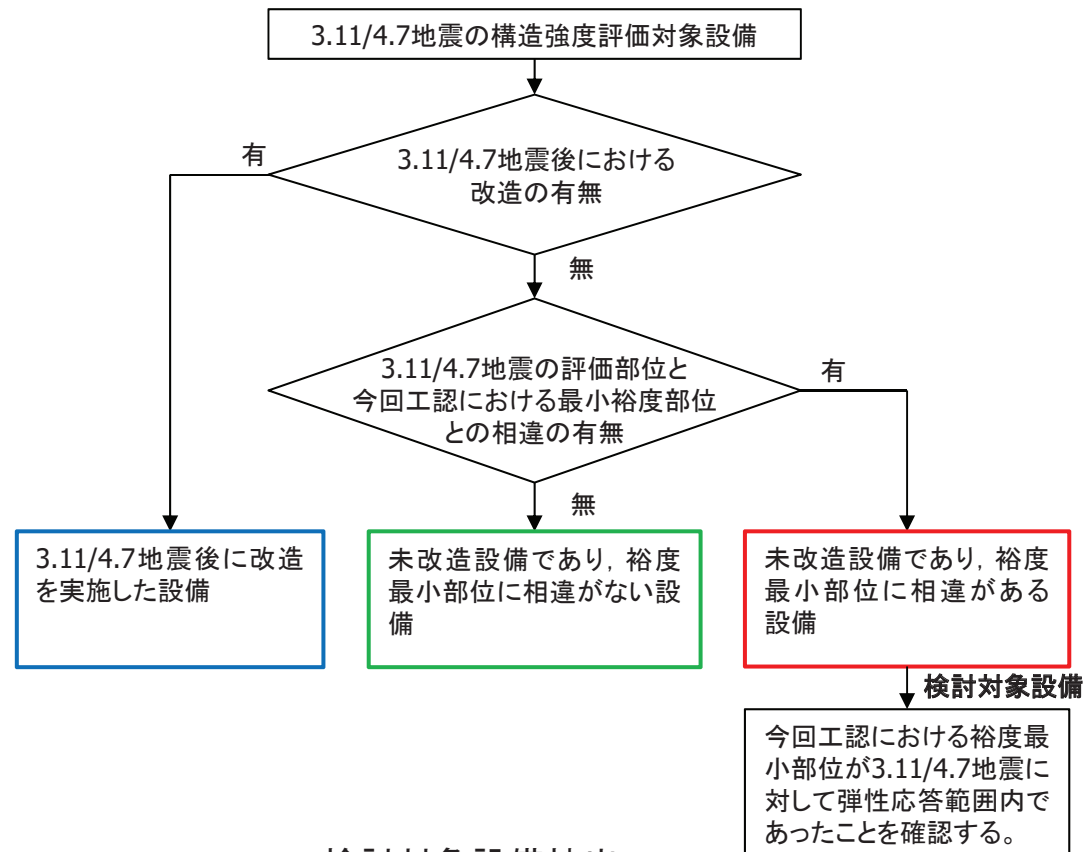 3.11/4.7地震の構造強度評価対象設備
有
3.11/4.7地震後における
改造の有無
無
3.11/4.7地震の評価部位と
今回工認における最小裕度部位
との相違の有無
有
無
3.11/4.7地震後に改造
を実施した設備
未改造設備であり，裕度
最小部位に相違がない設
備
未改造設備であり，裕度
最小部位に相違がある
設備
検討対象設備
今回工認における裕度最
小部位が3.11/4.7地震に
対して弾性応答範囲内で
あったことを確認する。